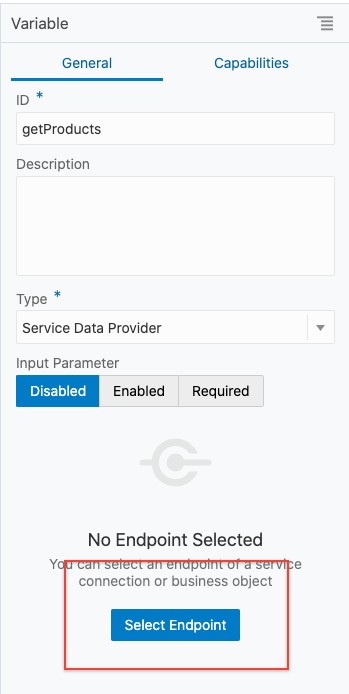 Variable
General Capabilities
ID *
getProducts
Description
Type *
Service Data Provider
Input Parameter
Disabled Enabled Required
No Endpoint Selected
You can select an endpoint of a service
connection or business object
Select Endpoint